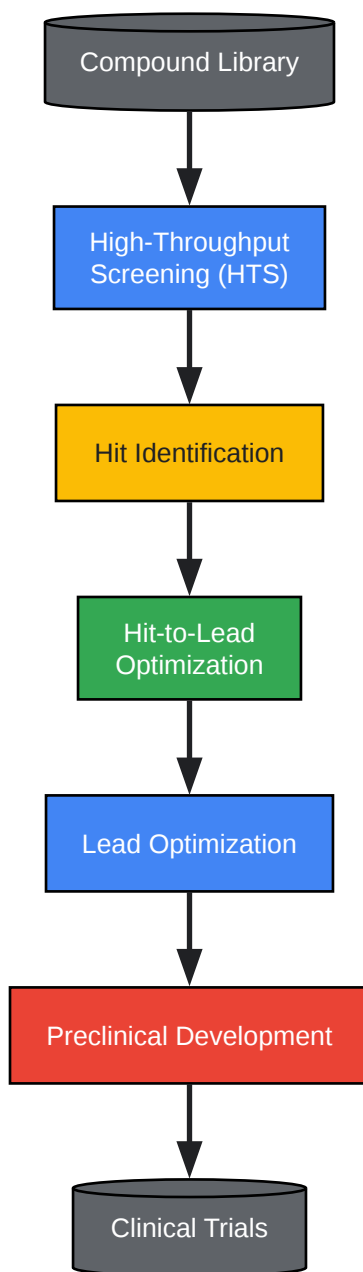 Compound Library
High-Throughput
Screening (HTS)
Hit Identification
Hit-to-Lead
Optimization
Lead Optimization
Preclinical Development
Clinical Trials